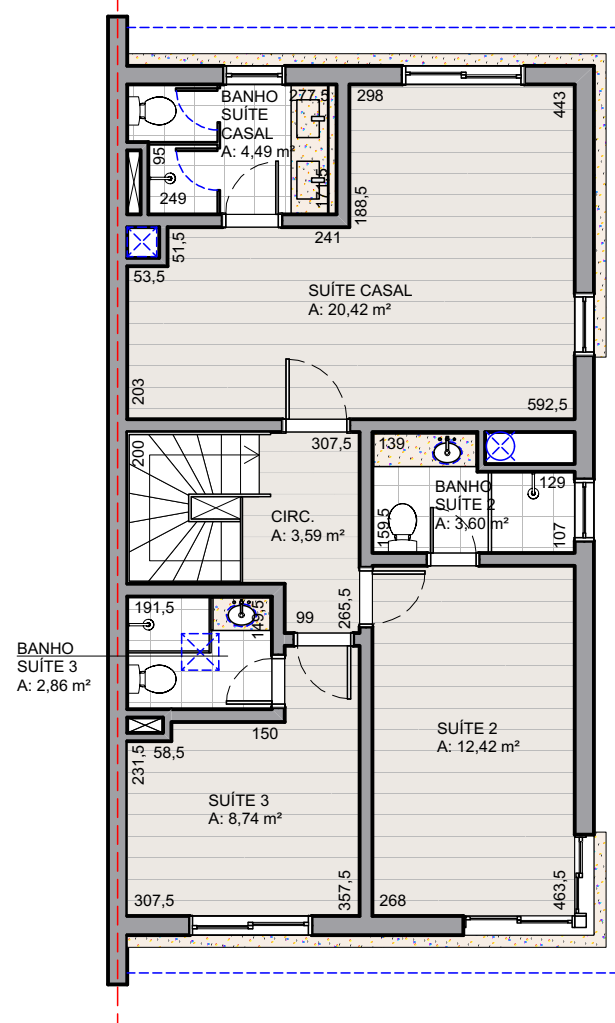 277,5
298
443
BANHO
SUÍTE
CASAL
A: 4,49 m²
95
249
171,5
188,5
51,5
241
53,5
SUÍTE CASAL
A: 20,42 m²
203
592,5
200
307,5
139
129
BANHO
SUÍTE 2
A: 3,60 m²
CIRC.
A: 3,59 m²
159,5
107
191,5
149,5
99
265,5
BANHO
SUÍTE 3
A: 2,86 m²
150
58,5
231,5
SUÍTE 2
A: 12,42 m²
SUÍTE 3
A: 8,74 m²
307,5
357,5
268
463,5